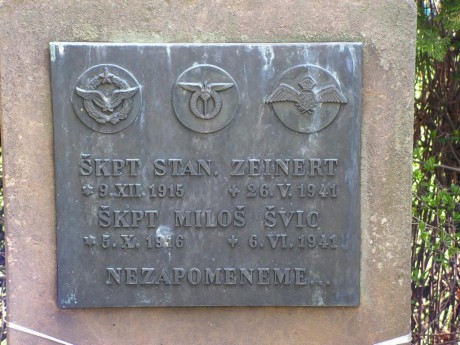 ŠKPT STAN. ZEINERT
* 9. XII. 1915 + 26. V. 1941
ŠKPT MILOŠ ŠVIC
* 5. X. 1916 + 6. VI. 1941
NEZAPOMENEME...